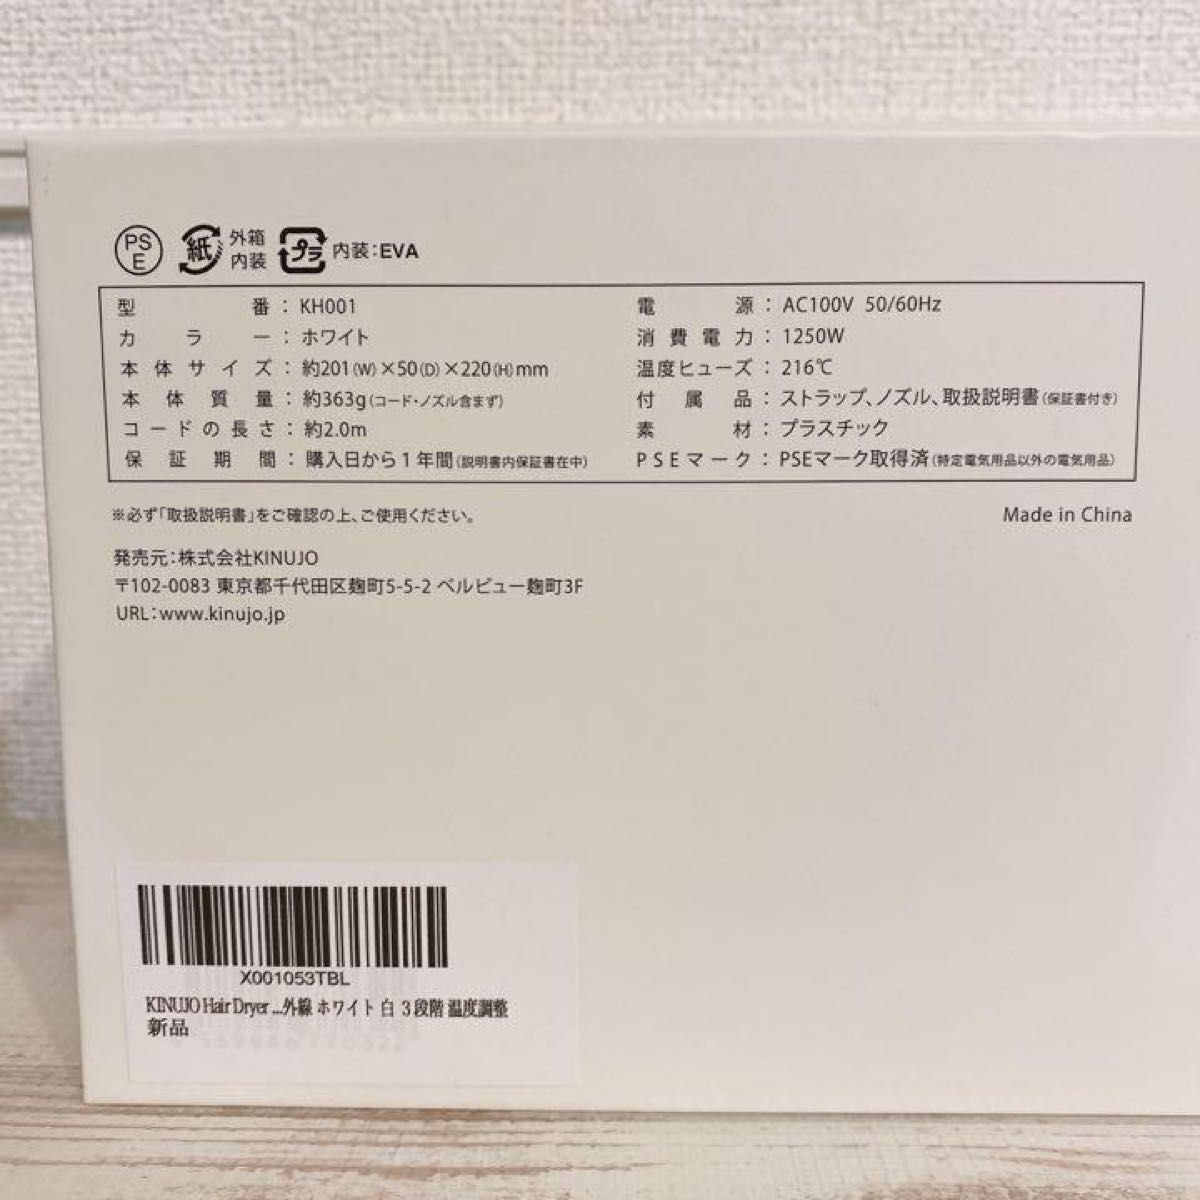 PS E 紙 外箱 内装 プラ 内装：EVA
型番：KH001
カラー：ホワイト
本体サイズ：約201(W)×50(D)×220(H)mm
本体質量：約363g(コード・ノズル含まず)
コードの長さ：約2.0m
保証期間：購入日から1年間(説明書内保証書在中)
電源：AC100V 50/60Hz
消費電力：1250W
温度ヒューズ：216℃
付属品：ストラップ、ノズル、取扱説明書(保証書付き)
素材：プラスチック
PSEマーク：PSEマーク取得済(特定電気用品以外の電気用品)
※必ず「取扱説明書」をご確認の上、ご使用ください。
Made in China
発売元：株式会社KINUJO
〒102-0083 東京都千代田区麹町5-5-2 ベルビュー麹町3F
URL：www.kinujo.jp
X001053TBL
KINUJO Hair Dryer ...外線 ホワイト 白 3段階 温度調整
新品